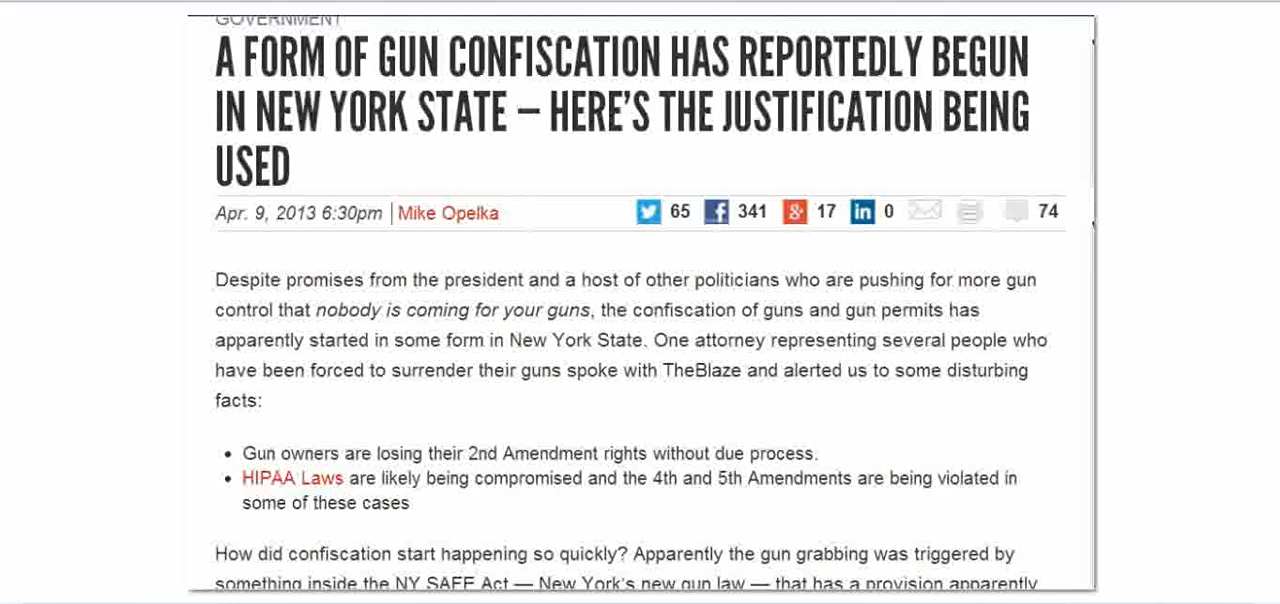 GOVERNMENT
A FORM OF GUN CONFISCATION HAS REPORTEDLY BEGUN
IN NEW YORK STATE – HERE'S THE JUSTIFICATION BEING
USED
Apr. 9, 2013 6:30pm | Mike Opelka 65 341 17 in 0 74
Despite promises from the president and a host of other politicians who are pushing for more gun
control that nobody is coming for your guns, the confiscation of guns and gun permits has
apparently started in some form in New York State. One attorney representing several people who
have been forced to surrender their guns spoke with TheBlaze and alerted us to some disturbing
facts:
• Gun owners are losing their 2nd Amendment rights without due process.
• HIPAA Laws are likely being compromised and the 4th and 5th Amendments are being violated in
some of these cases
How did confiscation start happening so quickly? Apparently the gun grabbing was triggered by
something inside the NY SAFE Act — New York's new gun law — that has a provision apparently